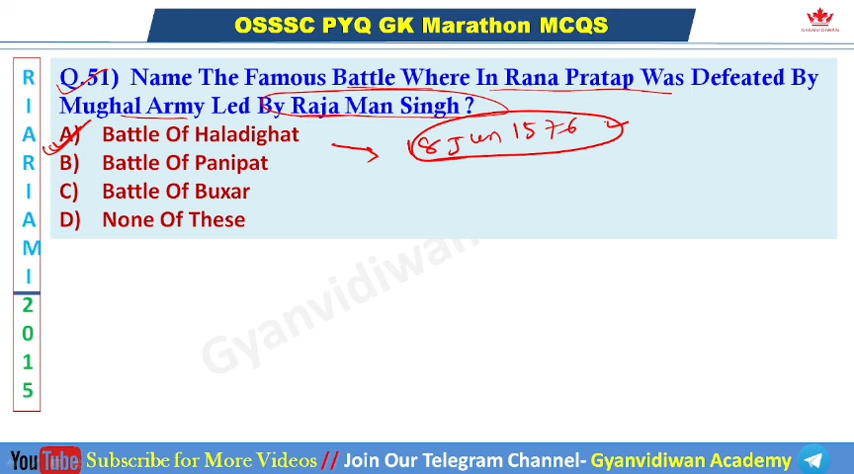 OSSSC PYQ GK Marathon MCQS
GYANVIDIWAN
R
I
A
R
I
A
M
I
2
0
1
5
Q.51) Name The Famous Battle Where In Rana Pratap Was Defeated By
Mughal Army Led By Raja Man Singh ?
A) Battle Of Haladighat
18 Jun 1576
B) Battle Of Panipat
C) Battle Of Buxar
D) None Of These
Gyanvidiwan
YouTube Subscribe for More Videos // Join Our Telegram Channel- Gyanvidiwan Academy